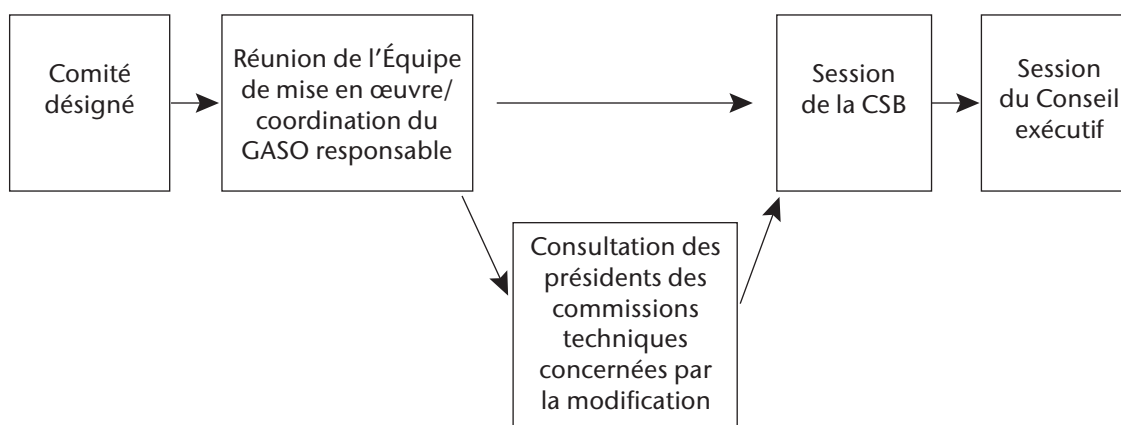 Comité
désigné
Réunion de l’Équipe
de mise en œuvre/
coordination du
GASO responsable
Session
de la CSB
Session
du Conseil
exécutif
Consultation des
présidents des
commissions
techniques
concernées par
la modification